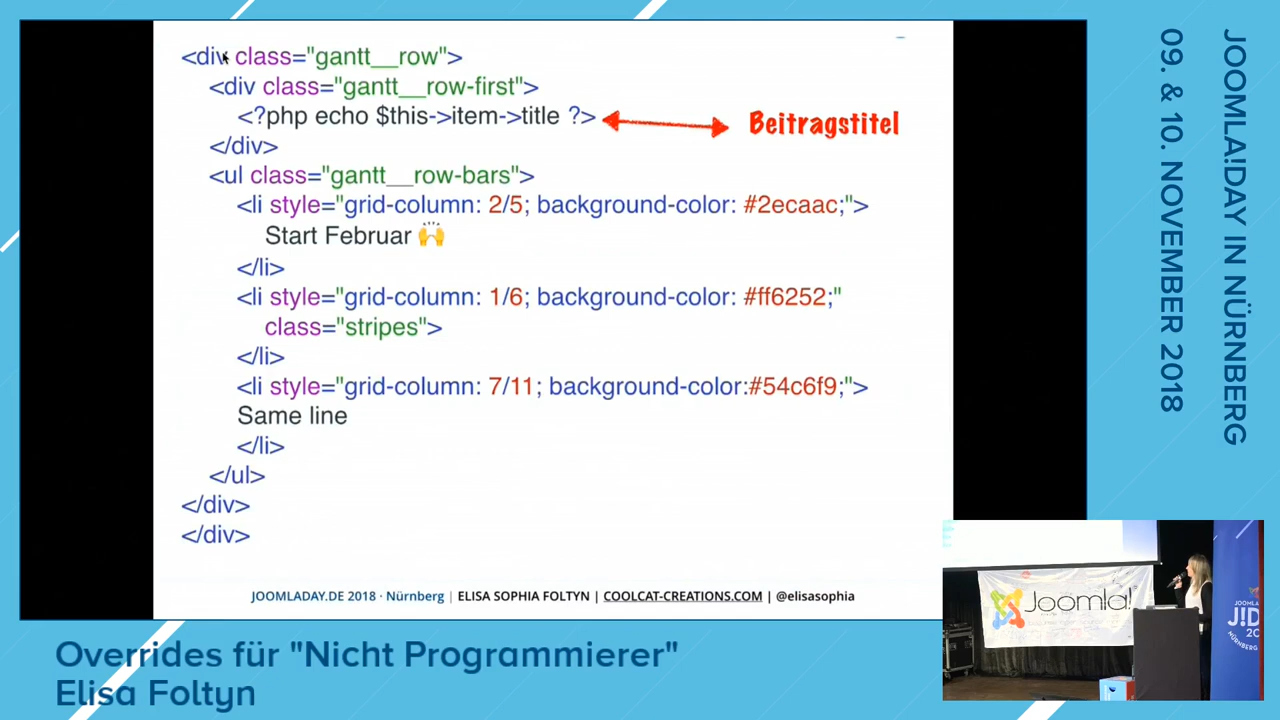 <div class="gantt__row">
<div class="gantt__row-first">
<?php echo $this->item->title ?>
Beitragstitel
</div>
<ul class="gantt__row-bars">
<li style="grid-column: 2/5; background-color: #2ecaac;">
Start Februar 🙌
</li>
<li style="grid-column: 1/6; background-color: #ff6252;"
class="stripes">
</li>
<li style="grid-column: 7/11; background-color:#54c6f9;">
Same line
</li>
</ul>
</div>
</div>
JOOMLADAY.DE 2018 · Nürnberg | ELISA SOPHIA FOLTYN | COOLCAT-CREATIONS.COM | @elisasophia
JOOMLA!DAY IN NÜRNBERG
09. & 10. NOVEMBER 2018
Overrides für "Nicht Programmierer"
Elisa Foltyn
Joomla!